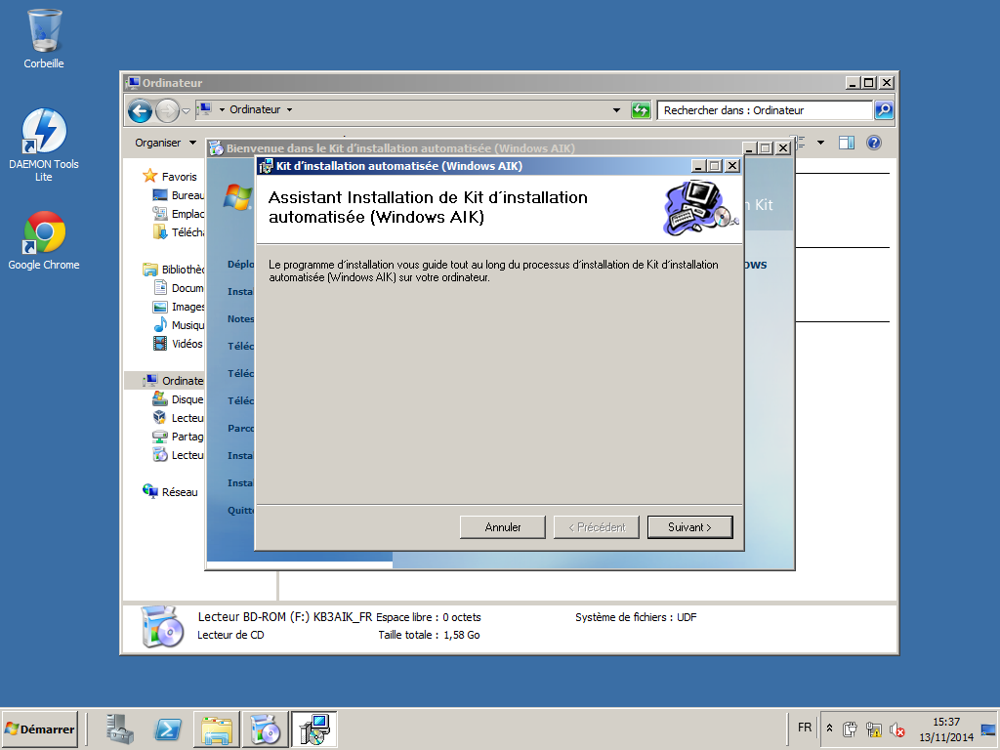 Corbeille
DAEMON Tools
Lite
Google Chrome
Ordinateur
Ordinateur
Rechercher dans : Ordinateur
Organiser
Favoris
Bureau
Emplac
Téléch
Bibliothèc
Docum
Images
Musiqu
Vidéos
Ordinate
Disque
Lecteu
Partag
Lecteu
Réseau
Bienvenue dans le Kit d'installation automatisée (Windows AIK)
n Kit
ows
Déplo
Insta
Notes
Téléc
Téléc
Téléc
Parco
Insta
Insta
Quitte
Kit d'installation automatisée (Windows AIK)
Assistant Installation de Kit d'installation
automatisée (Windows AIK)
Le programme d'installation vous guide tout au long du processus d'installation de Kit d'installation
automatisée (Windows AIK) sur votre ordinateur.
Annuler
< Précédent
Suivant >
Lecteur BD-ROM (F:) KB3AIK_FR Espace libre : 0 octets
Système de fichiers : UDF
Lecteur de CD
Taille totale : 1,58 Go
Démarrer
FR
15:37
13/11/2014